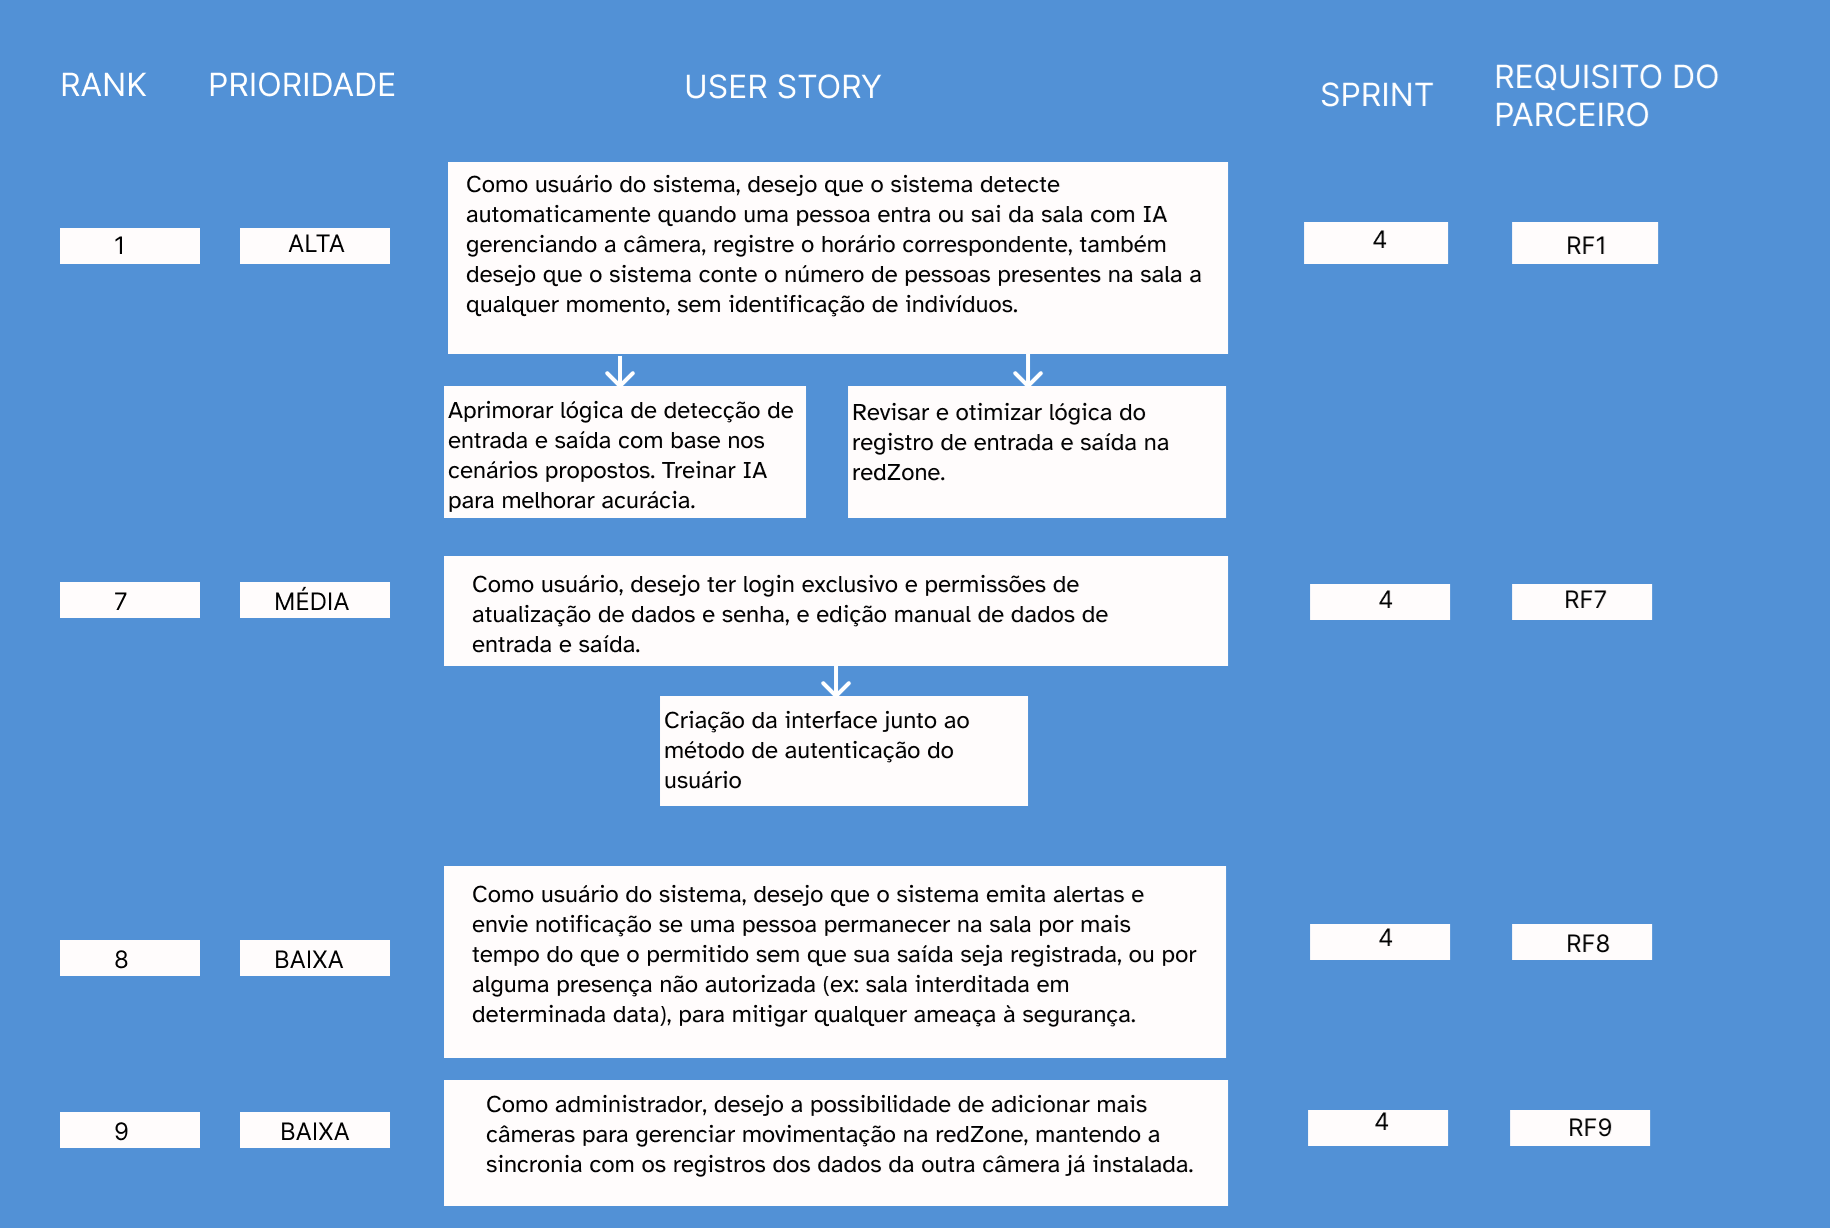 RANK
PRIORIDADE
USER STORY
SPRINT
REQUISITO DO
PARCEIRO
1
ALTA
Como usuário do sistema, desejo que o sistema detecte
automaticamente quando uma pessoa entra ou sai da sala com IA
gerenciando a câmera, registre o horário correspondente, também
desejo que o sistema conte o número de pessoas presentes na sala a
qualquer momento, sem identificação de indivíduos.
4
RF1
Aprimorar lógica de detecção de
entrada e saída com base nos
cenários propostos. Treinar IA
para melhorar acurácia.
Revisar e otimizar lógica do
registro de entrada e saída na
redZone.
7
MÉDIA
Como usuário, desejo ter login exclusivo e permissões de
atualização de dados e senha, e edição manual de dados de
entrada e saída.
4
RF7
Criação da interface junto ao
método de autenticação do
usuário
8
BAIXA
Como usuário do sistema, desejo que o sistema emita alertas e
envie notificação se uma pessoa permanecer na sala por mais
tempo do que o permitido sem que sua saída seja registrada, ou por
alguma presença não autorizada (ex: sala interditada em
determinada data), para mitigar qualquer ameaça à segurança.
4
RF8
9
BAIXA
Como administrador, desejo a possibilidade de adicionar mais
câmeras para gerenciar movimentação na redZone, mantendo a
sincronia com os registros dos dados da outra câmera já instalada.
4
RF9